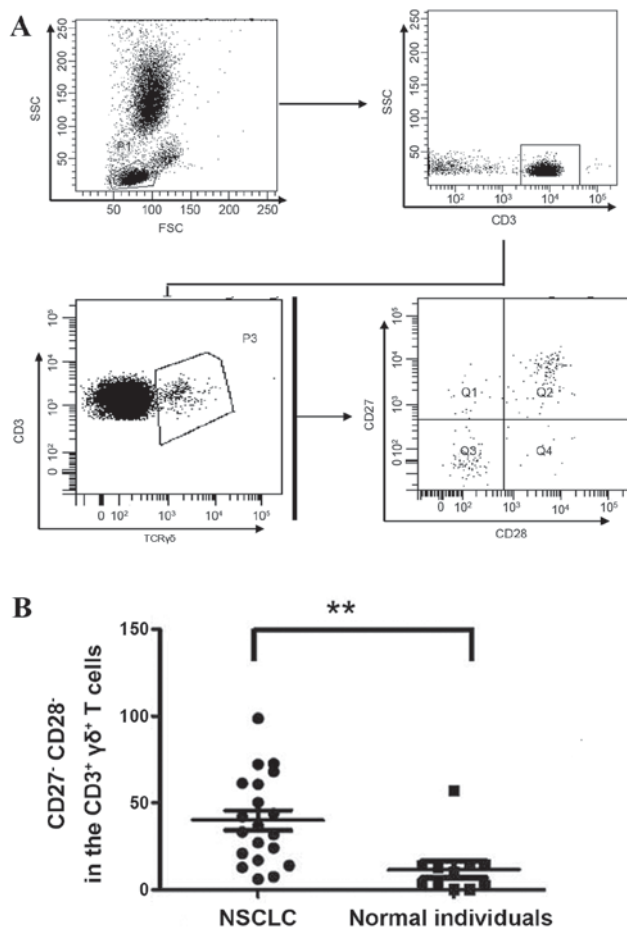 A
SSC
250
200
150
100
50
P1
50 100 150 200 250
FSC
SSC
250
200
150
100
50
10² 10³ 10⁴ 10⁵
CD3
CD3
10⁵
10⁴
10³
10²
0
P3
0 10² 10³ 10⁴ 10⁵
TCRγδ
CD27
10⁵
10⁴
10³
10²
0
Q1 Q2
Q3 Q4
0 10² 10³ 10⁴ 10⁵
CD28
B
**
CD27⁻ CD28⁻
in the CD3⁺ γδ⁺ T cells
150
100
50
0
NSCLC Normal individuals